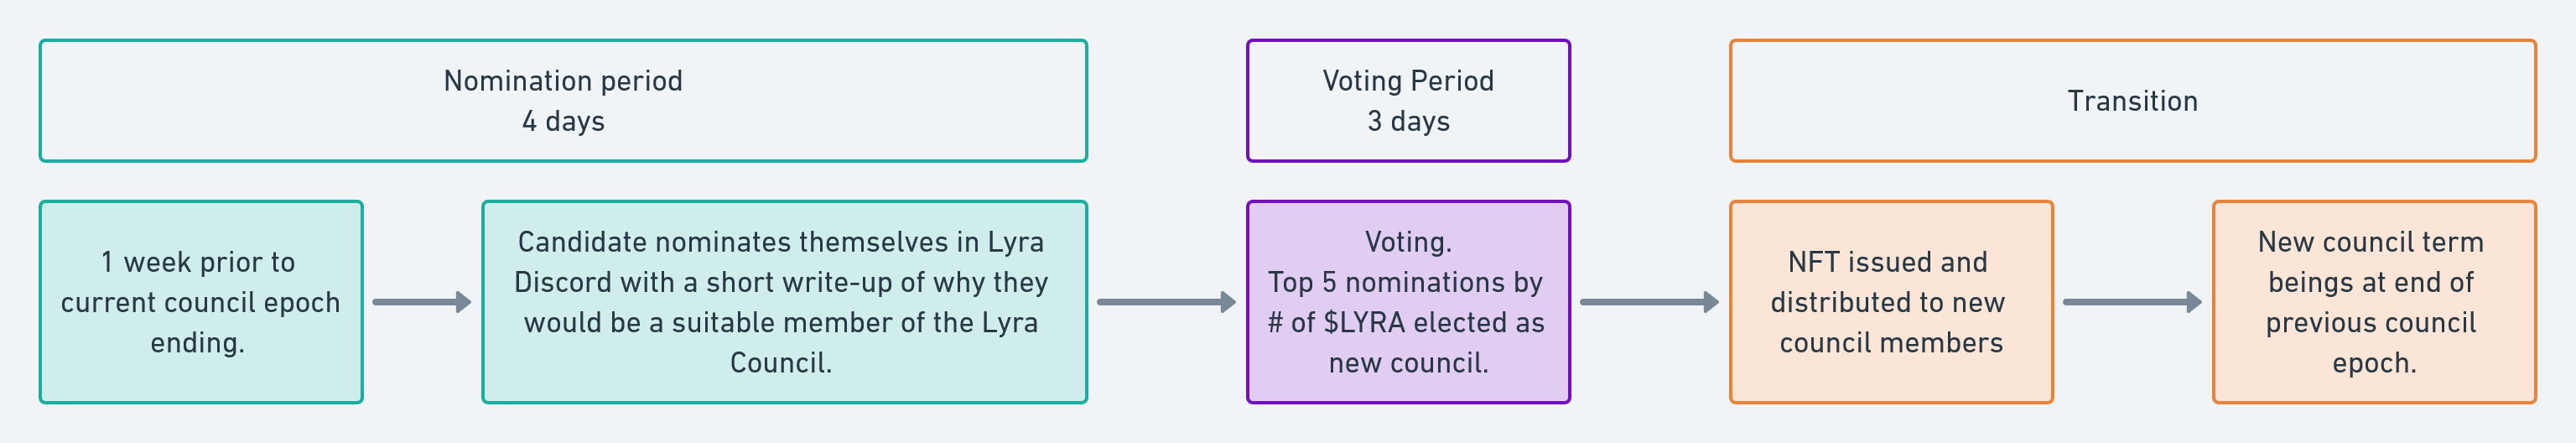 Nomination period
4 days
Voting Period
3 days
Transition
1 week prior to
current council epoch
ending.
Candidate nominates themselves in Lyra
Discord with a short write-up of why they
would be a suitable member of the Lyra
Council.
Voting.
Top 5 nominations by
# of $LYRA elected as
new council.
NFT issued and
distributed to new
council members
New council term
beings at end of
previous council
epoch.